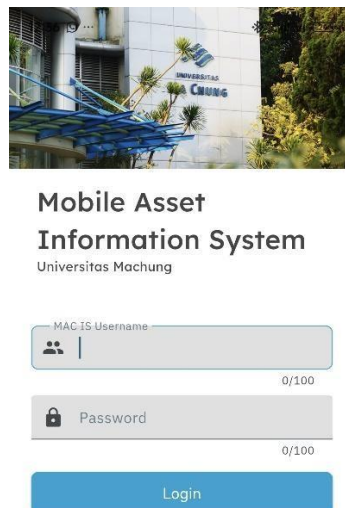 UNIVERSITAS
A CHUNG
Mobile Asset
Information System
Universitas Machung
MAC IS Username
0/100
Password
0/100
Login